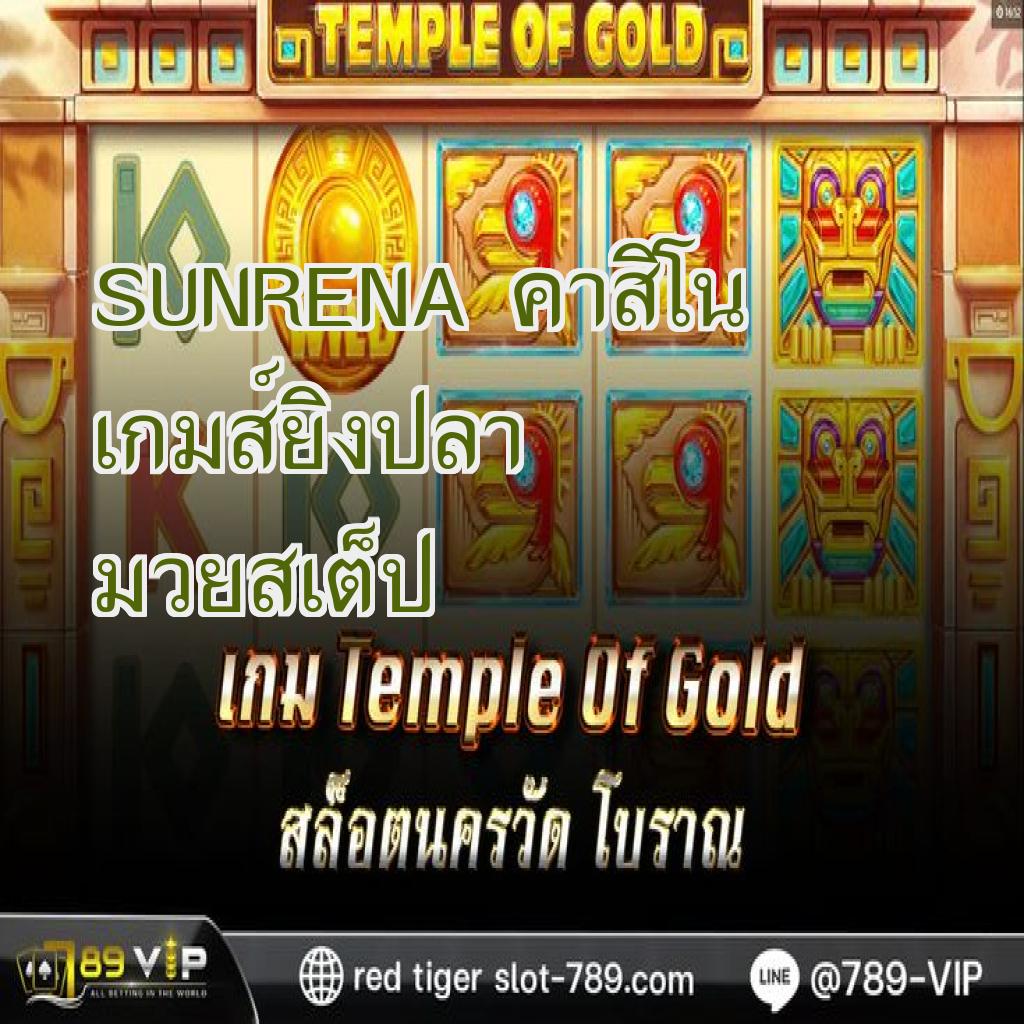 TEMPLE OF GOLD
WILD
SUNRENA คาสิโน
เกมส์ยิงปลา
มวยสเต็ป
K
เกม Temple Of Gold
สล็อตนครวัด โบราณ
789 VIP
ALL BETTING IN THE WORLD
red tiger slot-789.com
LINE @789-VIP